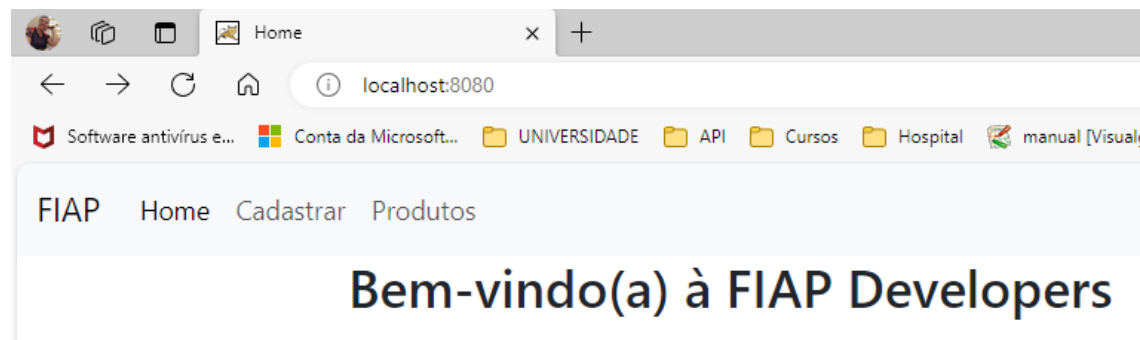 Home
localhost:8080
Software antivírus e... Conta da Microsoft... UNIVERSIDADE API Cursos Hospital manual [Visualg
FIAP Home Cadastrar Produtos
Bem-vindo(a) à FIAP Developers